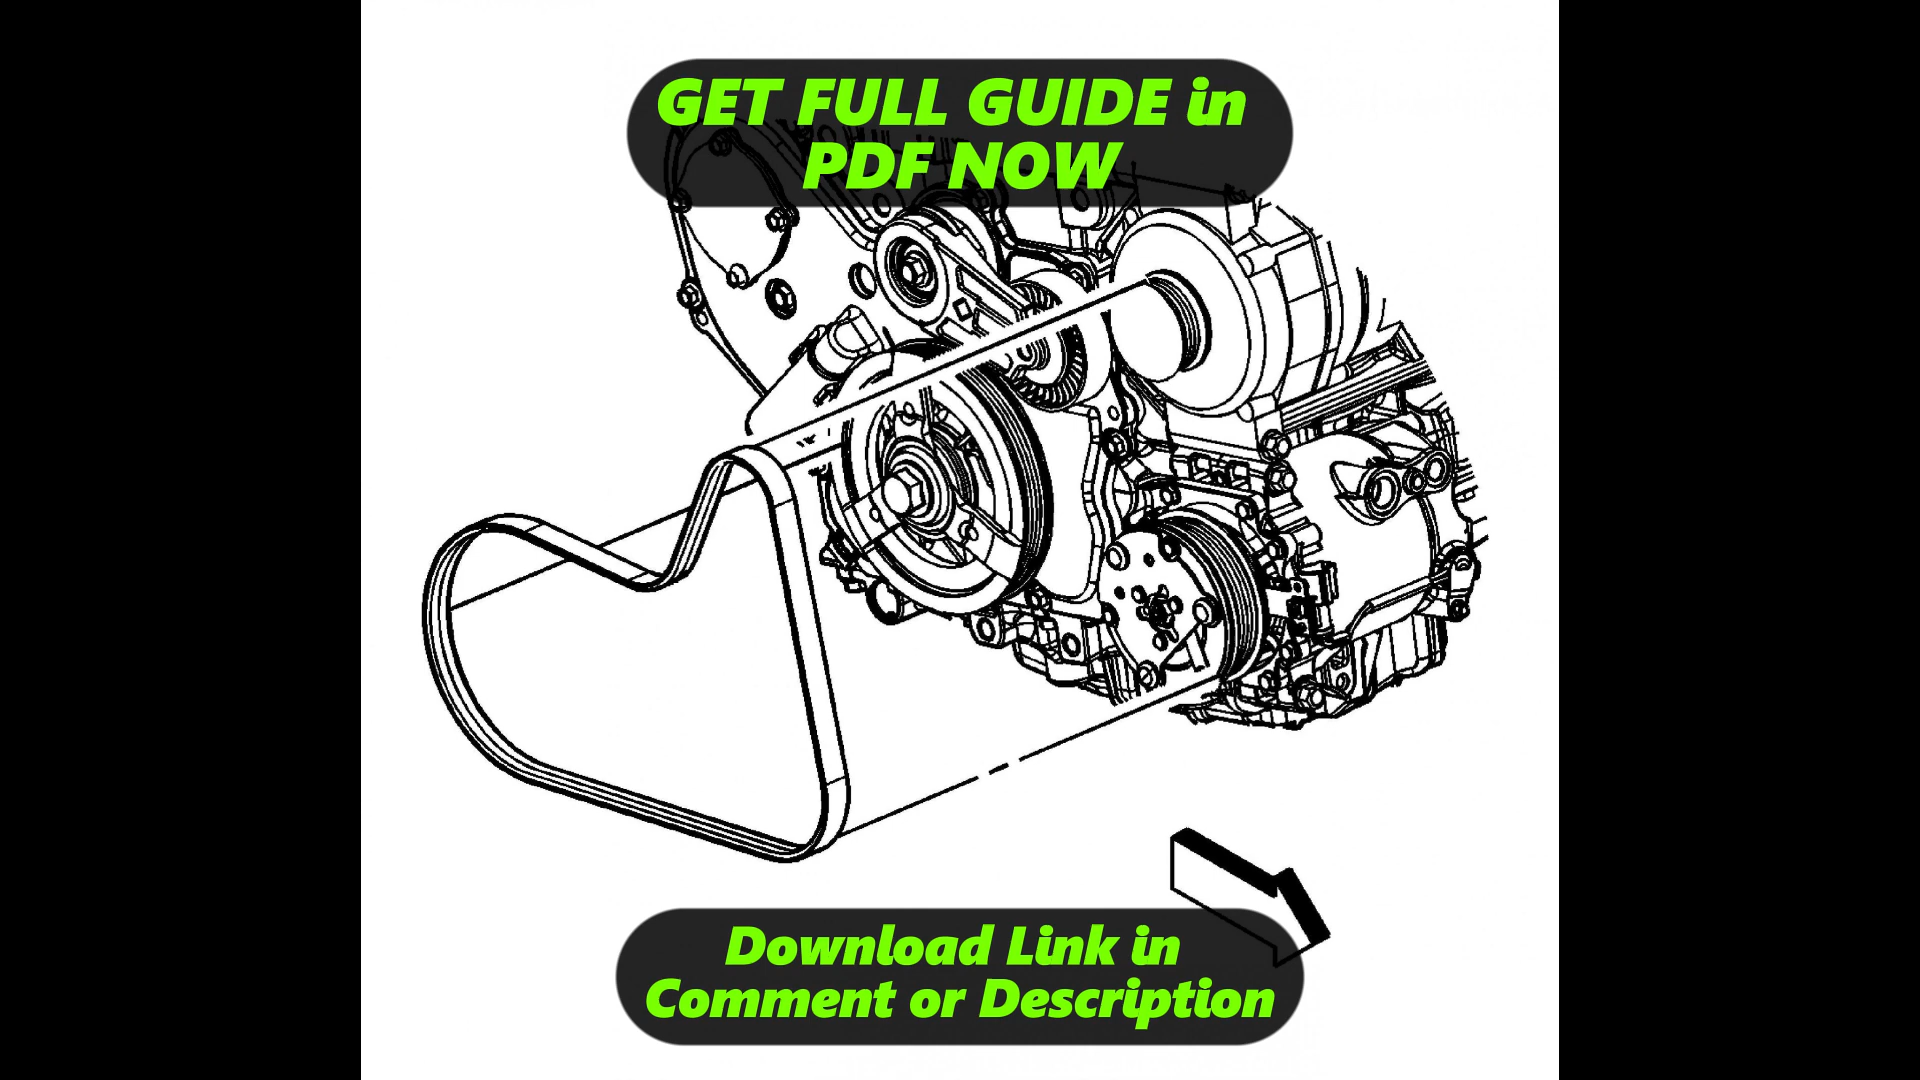 GET FULL GUIDE in
PDF NOW
Download Link in
Comment or Description